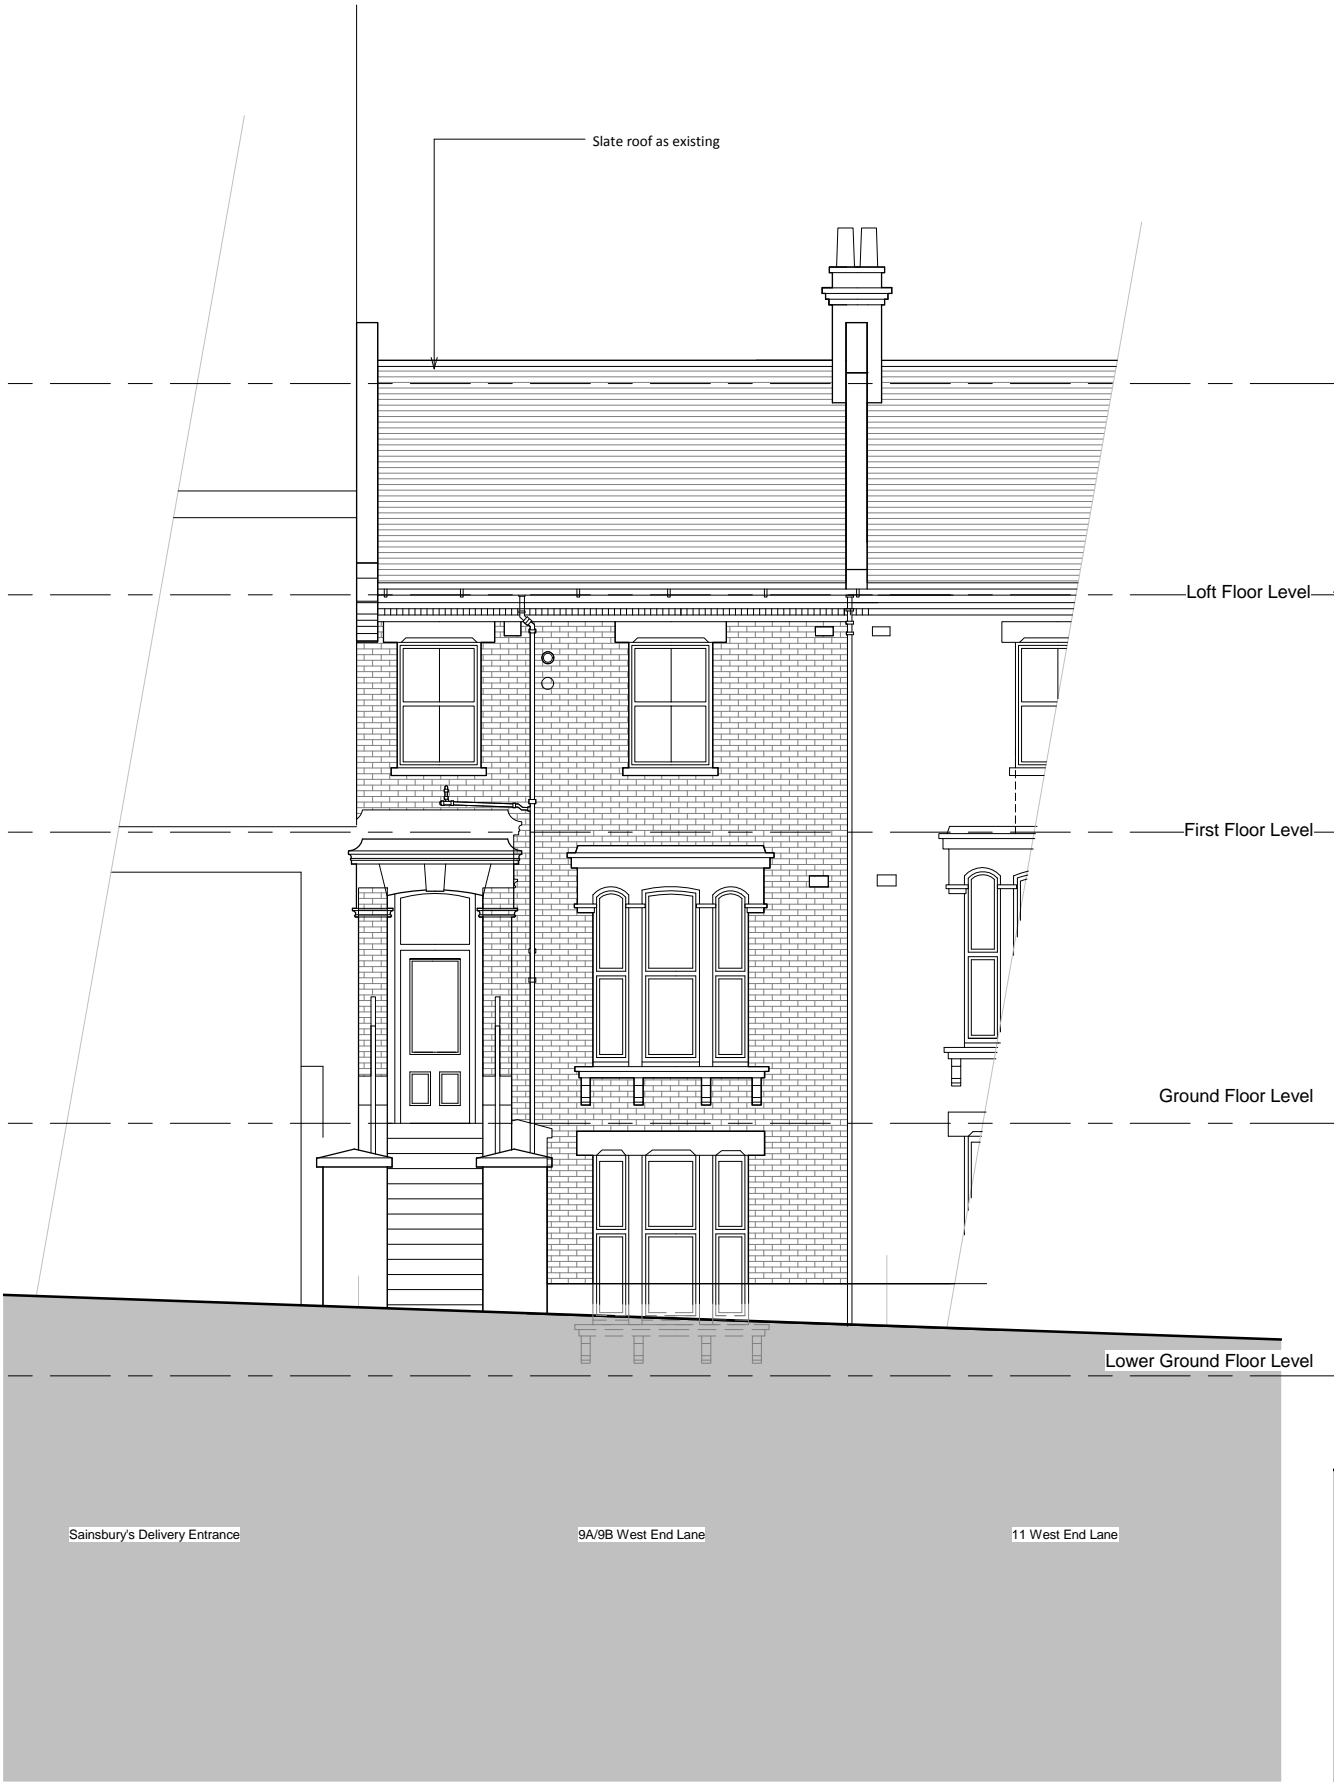 Slate roof as existing
Loft Floor Level
First Floor Level
Ground Floor Level
Lower Ground Floor Level
Sainsbury's Delivery Entrance
9A/9B West End Lane
11 West End Lane